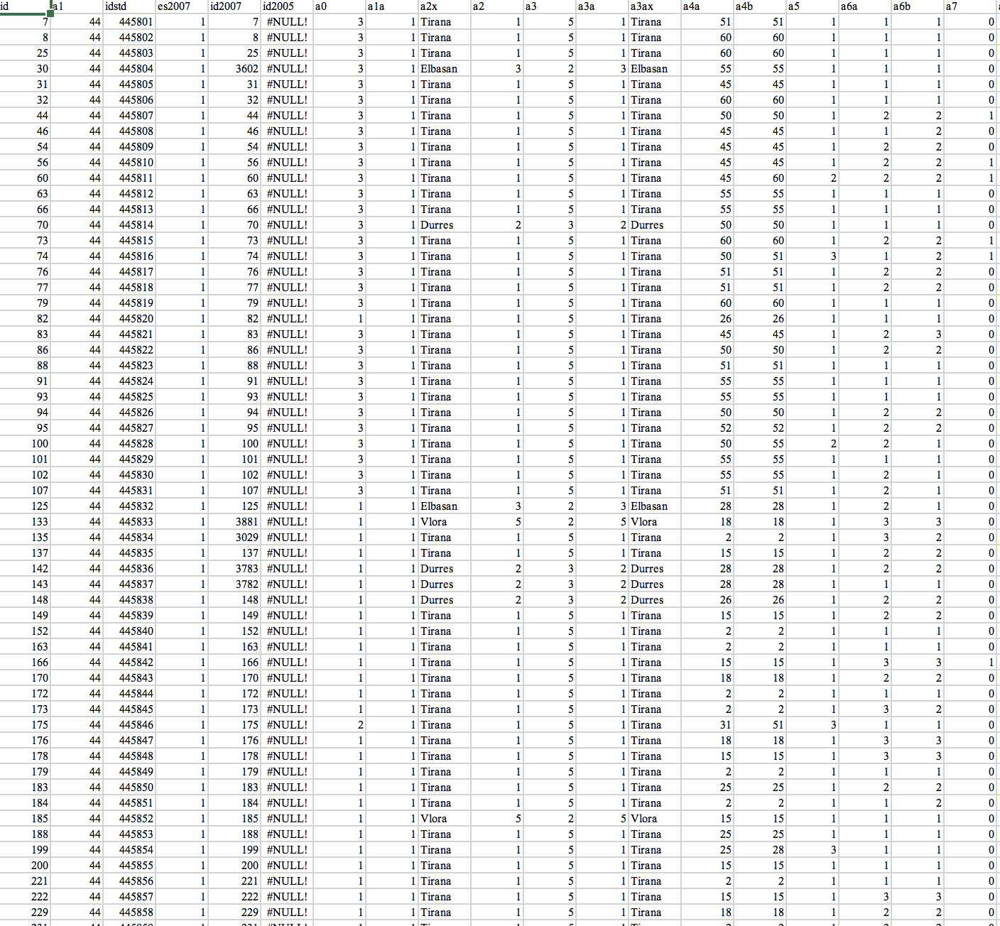 id a1 idstd es2007 id2007 id2005 a0 a1a a2x a2 a3 a3a a3ax a4a a4b a5 a6a a6b a7
7 44 445801 1 7 #NULL! 3 1 Tirana 1 5 1 Tirana 51 51 1 1 1 0
8 44 445802 1 8 #NULL! 3 1 Tirana 1 5 1 Tirana 60 60 1 1 1 0
25 44 445803 1 25 #NULL! 3 1 Tirana 1 5 1 Tirana 60 60 1 1 1 0
30 44 445804 1 3602 #NULL! 3 1 Elbasan 3 2 3 Elbasan 55 55 1 1 1 0
31 44 445805 1 31 #NULL! 3 1 Tirana 1 5 1 Tirana 45 45 1 1 1 0
32 44 445806 1 32 #NULL! 3 1 Tirana 1 5 1 Tirana 60 60 1 1 1 0
44 44 445807 1 44 #NULL! 3 1 Tirana 1 5 1 Tirana 50 50 1 2 2 1
46 44 445808 1 46 #NULL! 3 1 Tirana 1 5 1 Tirana 45 45 1 1 2 0
54 44 445809 1 54 #NULL! 3 1 Tirana 1 5 1 Tirana 45 45 1 2 2 0
56 44 445810 1 56 #NULL! 3 1 Tirana 1 5 1 Tirana 45 45 1 2 2 1
60 44 445811 1 60 #NULL! 3 1 Tirana 1 5 1 Tirana 45 60 2 2 2 1
63 44 445812 1 63 #NULL! 3 1 Tirana 1 5 1 Tirana 55 55 1 1 1 0
66 44 445813 1 66 #NULL! 3 1 Tirana 1 5 1 Tirana 55 55 1 1 1 0
70 44 445814 1 70 #NULL! 3 1 Durres 2 3 2 Durres 50 50 1 1 1 0
73 44 445815 1 73 #NULL! 3 1 Tirana 1 5 1 Tirana 60 60 1 2 2 1
74 44 445816 1 74 #NULL! 3 1 Tirana 1 5 1 Tirana 50 51 3 1 2 1
76 44 445817 1 76 #NULL! 3 1 Tirana 1 5 1 Tirana 51 51 1 2 2 0
77 44 445818 1 77 #NULL! 3 1 Tirana 1 5 1 Tirana 51 51 1 2 2 0
79 44 445819 1 79 #NULL! 3 1 Tirana 1 5 1 Tirana 60 60 1 1 1 0
82 44 445820 1 82 #NULL! 1 1 Tirana 1 5 1 Tirana 26 26 1 1 1 0
83 44 445821 1 83 #NULL! 3 1 Tirana 1 5 1 Tirana 45 45 1 2 3 0
86 44 445822 1 86 #NULL! 3 1 Tirana 1 5 1 Tirana 50 50 1 2 2 0
88 44 445823 1 88 #NULL! 3 1 Tirana 1 5 1 Tirana 51 51 1 1 1 0
91 44 445824 1 91 #NULL! 3 1 Tirana 1 5 1 Tirana 55 55 1 1 1 0
93 44 445825 1 93 #NULL! 3 1 Tirana 1 5 1 Tirana 55 55 1 1 1 0
94 44 445826 1 94 #NULL! 3 1 Tirana 1 5 1 Tirana 50 50 1 2 2 0
95 44 445827 1 95 #NULL! 3 1 Tirana 1 5 1 Tirana 52 52 1 2 2 0
100 44 445828 1 100 #NULL! 3 1 Tirana 1 5 1 Tirana 50 55 2 2 1 0
101 44 445829 1 101 #NULL! 3 1 Tirana 1 5 1 Tirana 55 55 1 1 1 0
102 44 445830 1 102 #NULL! 3 1 Tirana 1 5 1 Tirana 55 55 1 2 1 0
107 44 445831 1 107 #NULL! 3 1 Tirana 1 5 1 Tirana 51 51 1 2 1 0
125 44 445832 1 125 #NULL! 1 1 Elbasan 3 2 3 Elbasan 28 28 1 2 1 0
133 44 445833 1 3881 #NULL! 1 1 Vlora 5 2 5 Vlora 18 18 1 3 3 0
135 44 445834 1 3029 #NULL! 1 1 Tirana 1 5 1 Tirana 2 2 1 3 2 0
137 44 445835 1 137 #NULL! 1 1 Tirana 1 5 1 Tirana 15 15 1 2 2 0
142 44 445836 1 3783 #NULL! 1 1 Durres 2 3 2 Durres 28 28 1 2 2 0
143 44 445837 1 3782 #NULL! 1 1 Durres 2 3 2 Durres 28 28 1 1 1 0
148 44 445838 1 148 #NULL! 1 1 Durres 2 3 2 Durres 26 26 1 2 2 0
149 44 445839 1 149 #NULL! 1 1 Tirana 1 5 1 Tirana 15 15 1 2 2 0
152 44 445840 1 152 #NULL! 1 1 Tirana 1 5 1 Tirana 2 2 1 1 1 0
163 44 445841 1 163 #NULL! 1 1 Tirana 1 5 1 Tirana 2 2 1 1 1 0
166 44 445842 1 166 #NULL! 1 1 Tirana 1 5 1 Tirana 15 15 1 3 3 1
170 44 445843 1 170 #NULL! 1 1 Tirana 1 5 1 Tirana 18 18 1 2 2 0
172 44 445844 1 172 #NULL! 1 1 Tirana 1 5 1 Tirana 2 2 1 1 1 0
173 44 445845 1 173 #NULL! 1 1 Tirana 1 5 1 Tirana 2 2 1 3 2 0
175 44 445846 1 175 #NULL! 2 1 Tirana 1 5 1 Tirana 31 51 3 1 1 0
176 44 445847 1 176 #NULL! 1 1 Tirana 1 5 1 Tirana 18 18 1 3 3 0
178 44 445848 1 178 #NULL! 1 1 Tirana 1 5 1 Tirana 15 15 1 3 3 0
179 44 445849 1 179 #NULL! 1 1 Tirana 1 5 1 Tirana 2 2 1 1 1 0
183 44 445850 1 183 #NULL! 1 1 Tirana 1 5 1 Tirana 25 25 1 2 2 0
184 44 445851 1 184 #NULL! 1 1 Tirana 1 5 1 Tirana 2 2 1 1 2 0
185 44 445852 1 185 #NULL! 1 1 Vlora 5 2 5 Vlora 15 15 1 1 1 0
188 44 445853 1 188 #NULL! 1 1 Tirana 1 5 1 Tirana 25 25 1 1 1 0
199 44 445854 1 199 #NULL! 1 1 Tirana 1 5 1 Tirana 25 28 3 1 1 0
200 44 445855 1 200 #NULL! 1 1 Tirana 1 5 1 Tirana 15 15 1 1 1 0
221 44 445856 1 221 #NULL! 1 1 Tirana 1 5 1 Tirana 2 2 1 1 1 0
222 44 445857 1 222 #NULL! 1 1 Tirana 1 5 1 Tirana 15 15 1 3 3 0
229 44 445858 1 229 #NULL! 1 1 Tirana 1 5 1 Tirana 18 18 1 2 2 0